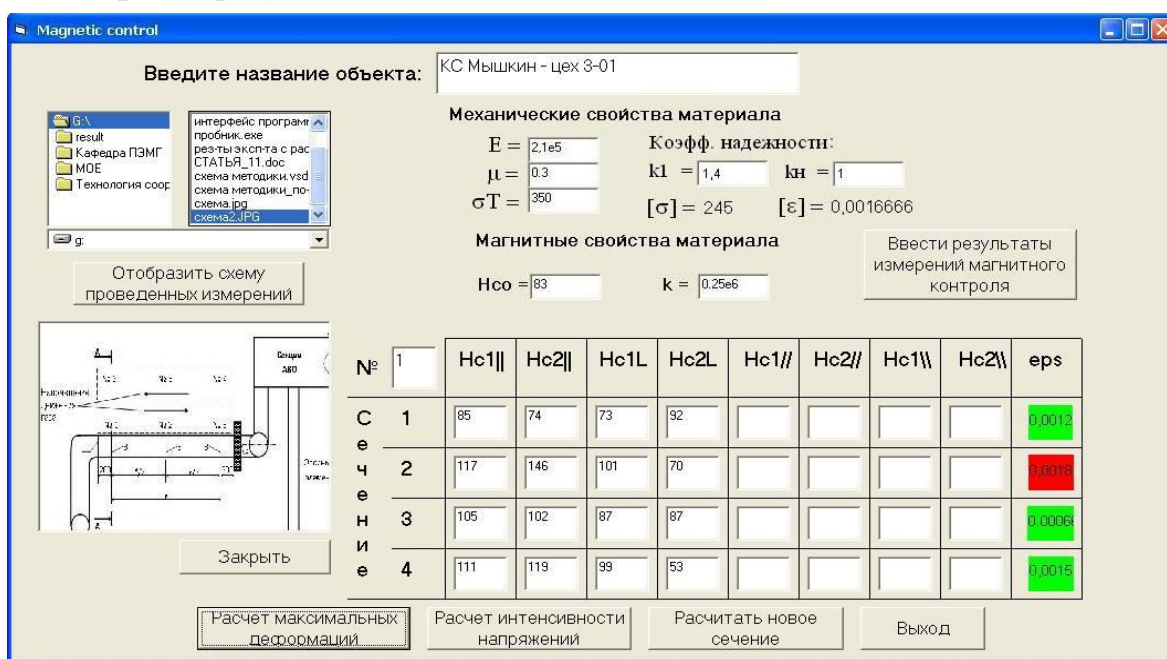 Magnetic control
Введите название объекта: КС Мышкин - цех 3-01
G:\
result
Кафедра ПЭМГ
МОЕ
Технология соор
интерфейс программ
пробник.exe
рез-ты эксп-та с рас
СТАТЬЯ_11.doc
схема методики.vsd
схема методики_по-
схема.jpg
схема2.JPG
g:
Отобразить схему
проведенных измерений
Механические свойства материала
E = 2,1e5
μ = 0.3
σT = 350
Коэфф. надежности:
k1 = 1,4 kн = 1
[σ] = 245 [ε] = 0,0016666
Магнитные свойства материала
Hco = 83 k = 0.25e6
Ввести результаты
измерений магнитного
контроля
Секции
АВО
Закрыть
№ 1 Hc1|| Hc2|| Hc1L Hc2L Hc1// Hc2// Hc1\\ Hc2\\ eps
Сечение
1 85 74 73 92 0,0012
2 117 146 101 70 0,0018
3 105 102 87 87 0.00068
4 111 119 99 53 0,0015
Расчет максимальных
деформаций
Расчет интенсивности
напряжений
Расчитать новое
сечение
Выход